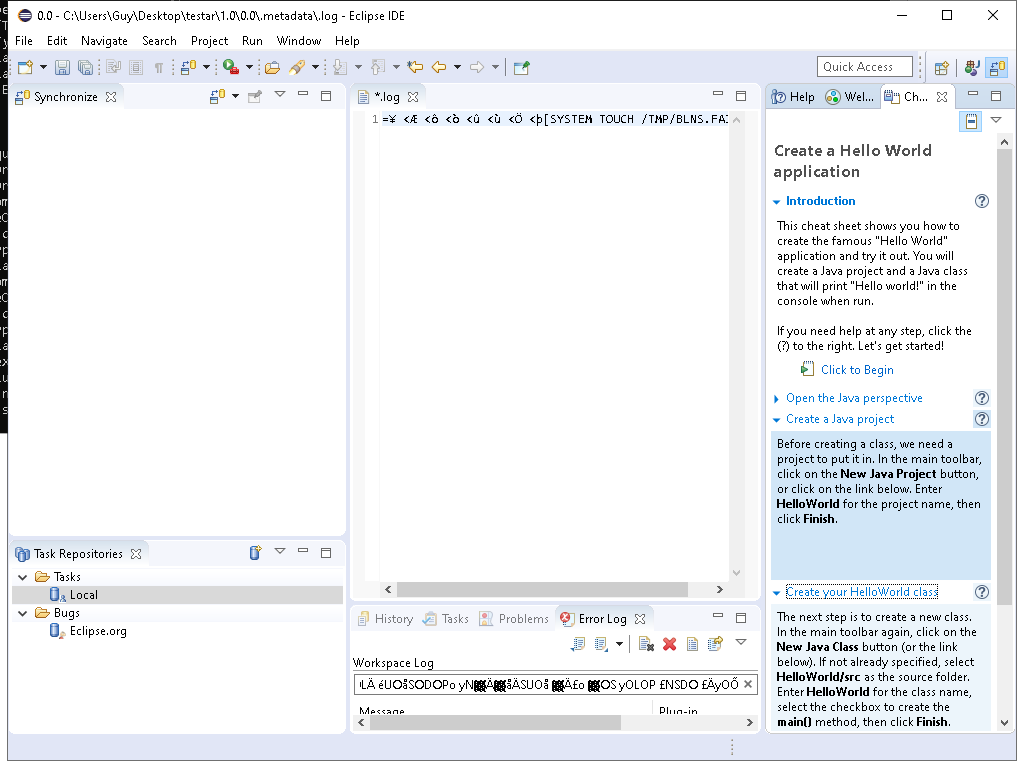 0.0 - C:\Users\Guy\Desktop\testar\1.0\0.0\.metadata\.log - Eclipse IDE
File Edit Navigate Search Project Run Window Help
Quick Access
Synchronize
*.log
Help
Wel...
Ch...
1 =¥ <Æ <ô <ò <û <ù <Ö <þ[SYSTEM TOUCH /TMP/BLNS.FAI
Create a Hello World
application
Introduction
This cheat sheet shows you how to
create the famous "Hello World"
application and try it out. You will
create a Java project and a Java class
that will print "Hello world!" in the
console when run.
If you need help at any step, click the
(?) to the right. Let's get started!
Click to Begin
Open the Java perspective
Create a Java project
Before creating a class, we need a
project to put it in. In the main toolbar,
click on the New Java Project button,
or click on the link below. Enter
HelloWorld for the project name, then
click Finish.
Create your HelloWorld class
The next step is to create a new class.
In the main toolbar again, click on the
New Java Class button (or the link
below). If not already specified, select
HelloWorld/src as the source folder.
Enter HelloWorld for the class name,
select the checkbox to create the
main() method, then click Finish.
Task Repositories
Tasks
Local
Bugs
Eclipse.org
History Tasks Problems Error Log
Workspace Log
Message Plug-in